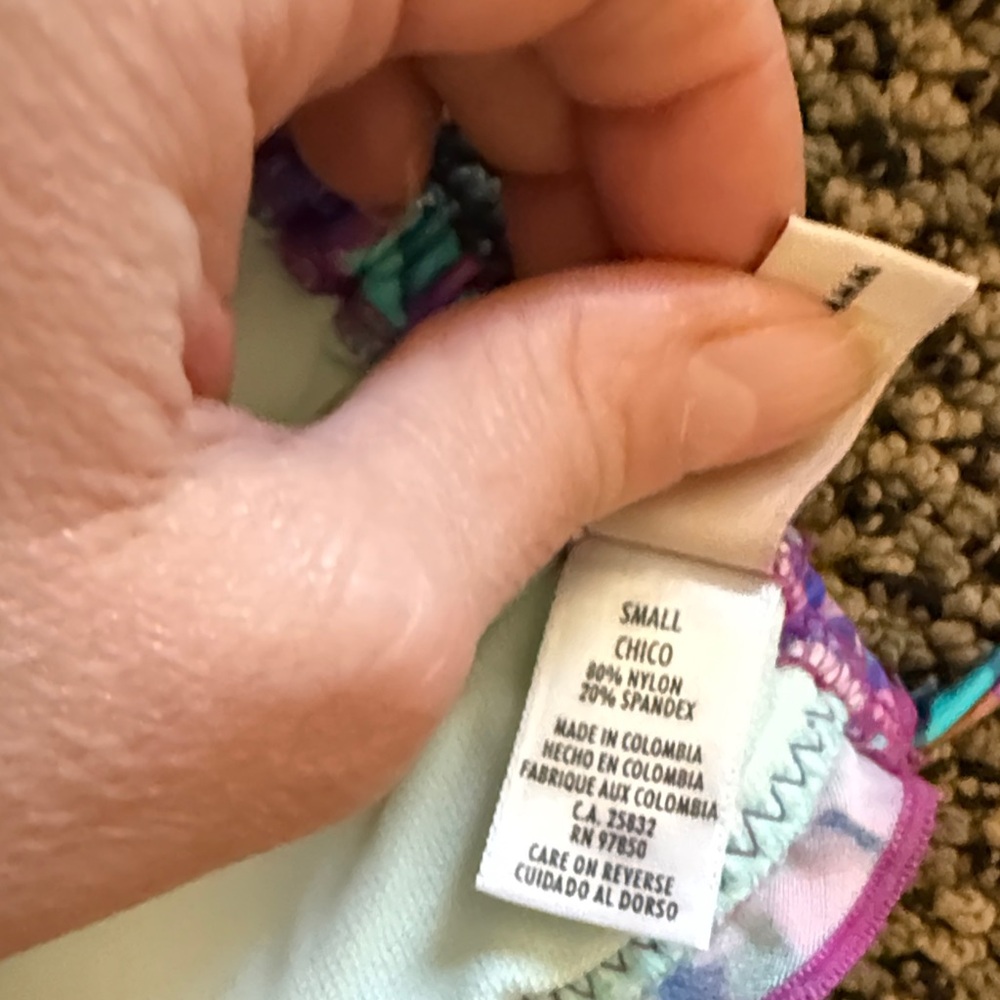 SMALL
CHICO
80% NYLON
20% SPANDEX
MADE IN COLOMBIA
HECHO EN COLOMBIA
FABRIQUE AUX COLOMBIA
C.A. 25832
RN 97850
CARE ON REVERSE
CUIDADO AL DORSO